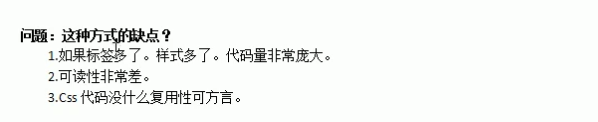 问题：这种方式的缺点？
1.如果标签多了。样式多了。代码量非常庞大。
2.可读性非常差。
3.Css 代码没什么复用性可方言。